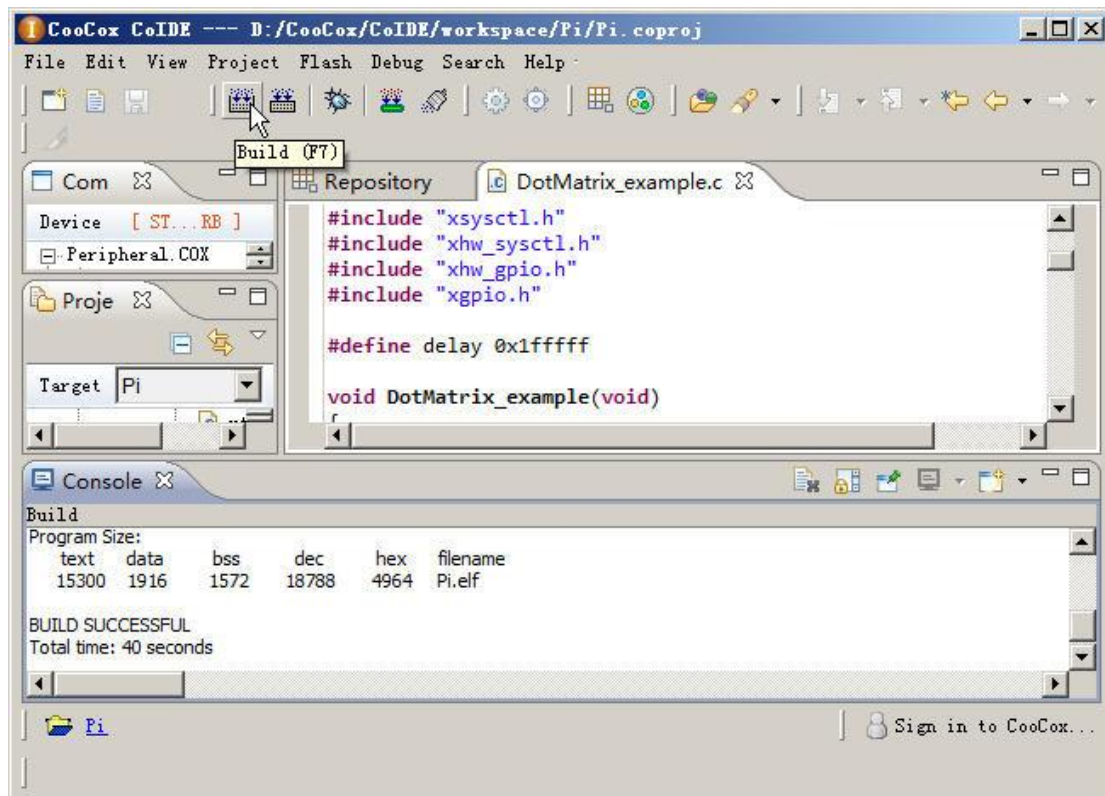 CooCox CoIDE --- D:/CooCox/CoIDE/workspace/Pi/Pi.coproj
File Edit View Project Flash Debug Search Help
Build (F7)
Com
Device [ ST...RB ]
Peripheral.COX
Proje
Target Pi
Repository DotMatrix_example.c
#include "xsysctl.h"
#include "xhw_sysctl.h"
#include "xhw_gpio.h"
#include "xgpio.h"
#define delay 0x1fffff
void DotMatrix_example(void)
Console
Build
Program Size:
text data bss dec hex filename
15300 1916 1572 18788 4964 Pi.elf
BUILD SUCCESSFUL
Total time: 40 seconds
Pi
Sign in to CooCox...